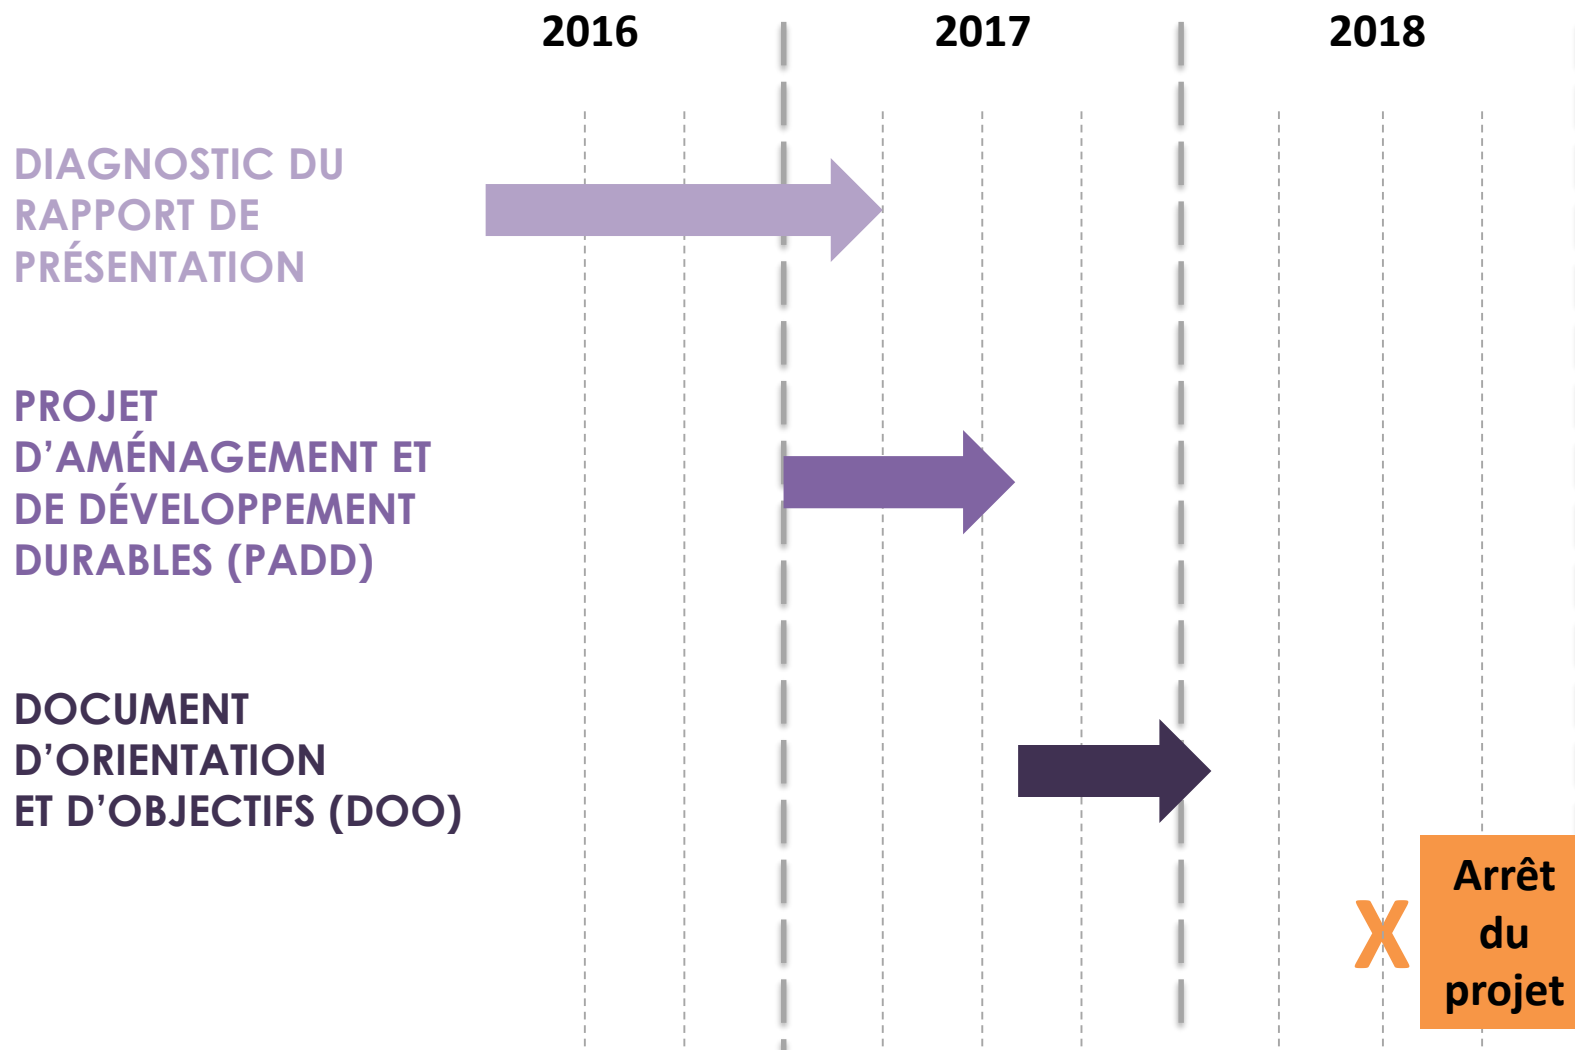 2016
2017
2018
DIAGNOSTIC DU
RAPPORT DE
PRÉSENTATION
PROJET
D’AMÉNAGEMENT ET
DE DÉVELOPPEMENT
DURABLES (PADD)
DOCUMENT
D’ORIENTATION
ET D’OBJECTIFS (DOO)
X
Arrêt
du
projet